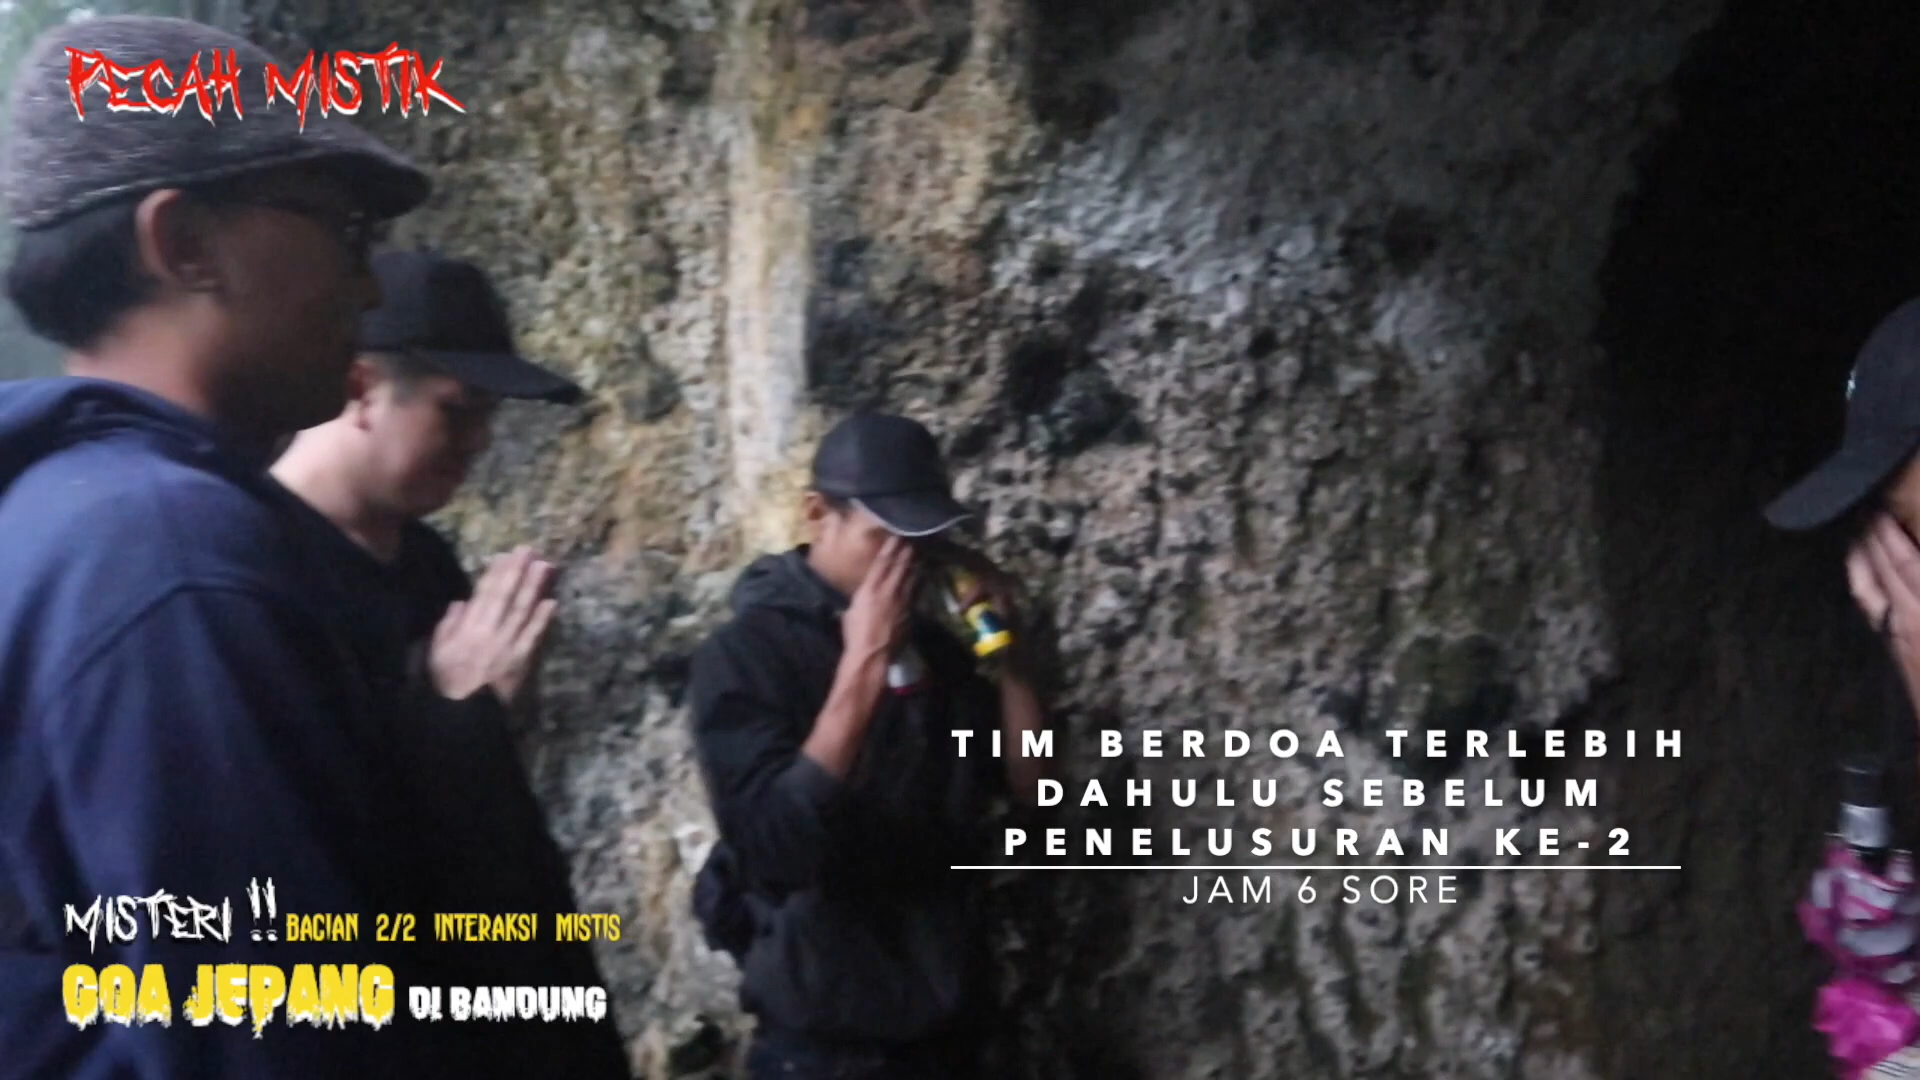 PECAH MISTIK
TIM BERDOA TERLEBIH
DAHULU SEBELUM
PENELUSURAN KE-2
JAM 6 SORE
MISTERI !! BAGIAN 2/2 INTERAKSI MISTIS
GOA JEPANG DI BANDUNG